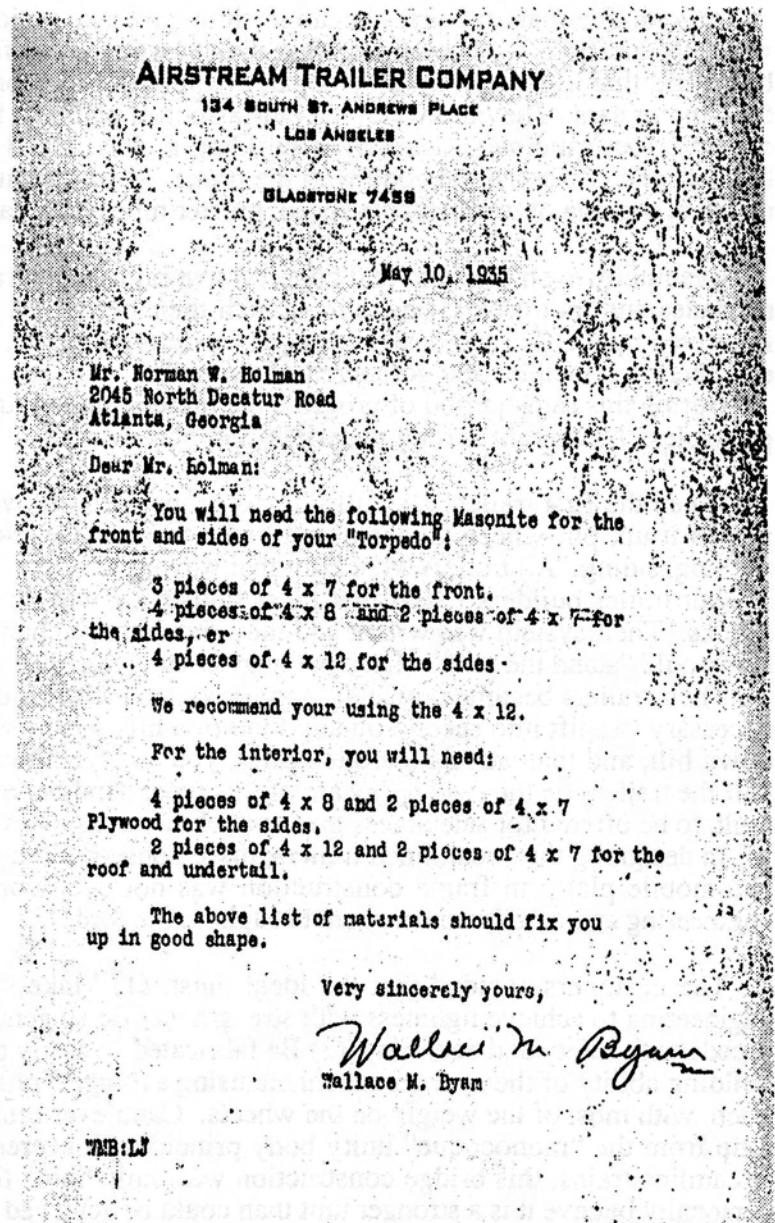 AIRSTREAM TRAILER COMPANY
134 SOUTH ST. ANDREWS PLACE
LOS ANGELES
GLADSTONE 7459
May 10, 1935
Mr. Norman W. Holman
2045 North Decatur Road
Atlanta, Georgia
Dear Mr. Holman:
You will need the following Masonite for the
front and sides of your "Torpedo":
3 pieces of 4 x 7 for the front.
4 pieces of 4 x 8 and 2 pieces of 4 x 7 for
the sides, or
4 pieces of 4 x 12 for the sides
We recommend your using the 4 x 12.
For the interior, you will need:
4 pieces of 4 x 8 and 2 pieces of 4 x 7
Plywood for the sides.
2 pieces of 4 x 12 and 2 pieces of 4 x 7 for the
roof and undertail.
The above list of materials should fix you
up in good shape.
Very sincerely yours,
Wallace M. Byam
Wallace M. Byam
WMB:LJ